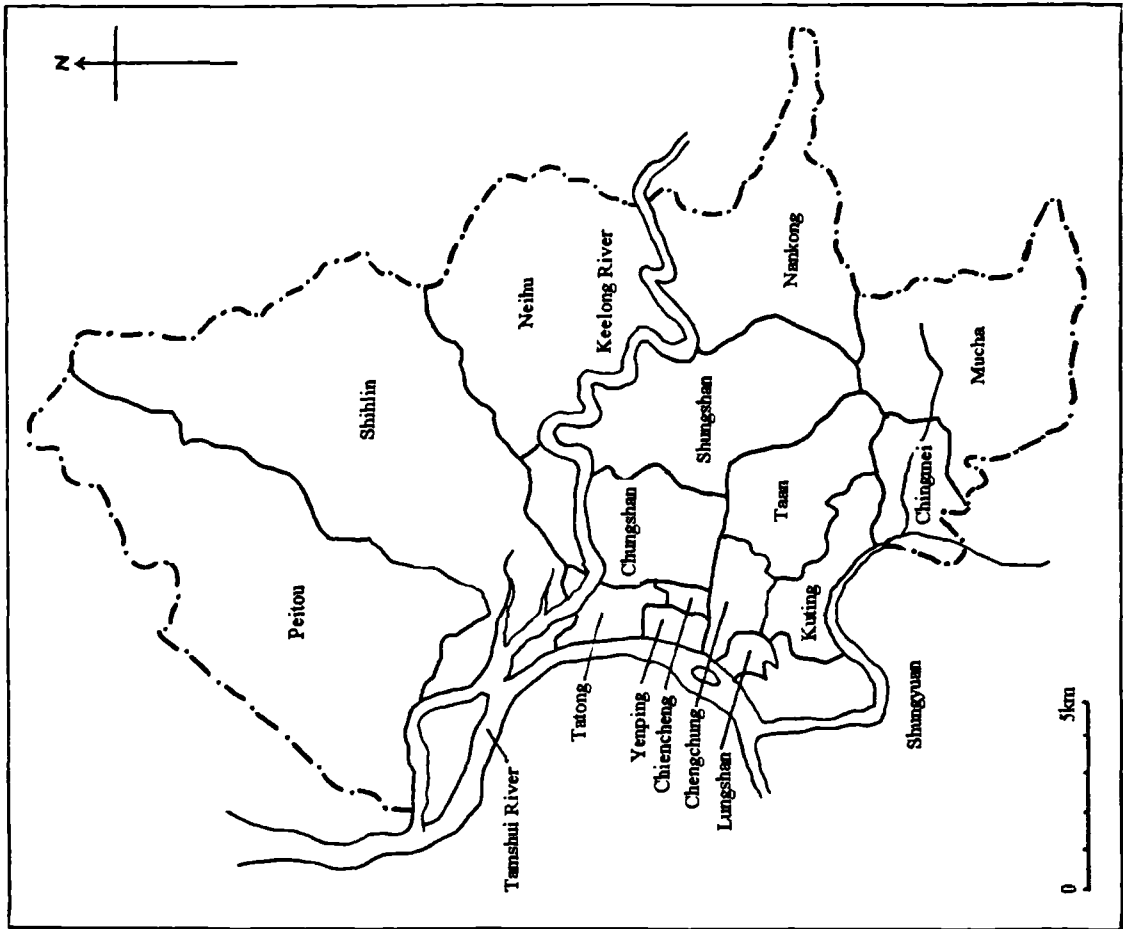 N
Peitou
Shihlin
Neihu
Keelong River
Nankong
Mucha
Shungshan
Chungshan
Taan
Chingmei
Kuting
Tamshui River
Tatong
Yenping
Chiencheng
Chengchung
Lungshan
Shungyuan
0
5km